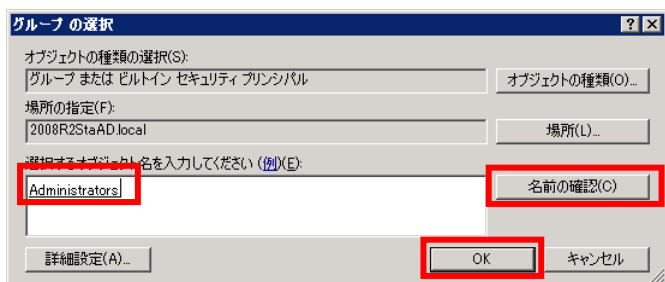 グループ の選択
オブジェクトの種類の選択(S):
グループ または ビルトイン セキュリティ プリンシパル
オブジェクトの種類(O)...
場所の指定(F):
2008R2StaAD.local
場所(L)...
選択するオブジェクト名を入力してください (例)(E):
Administrators
名前の確認(C)
詳細設定(A)...
OK
キャンセル